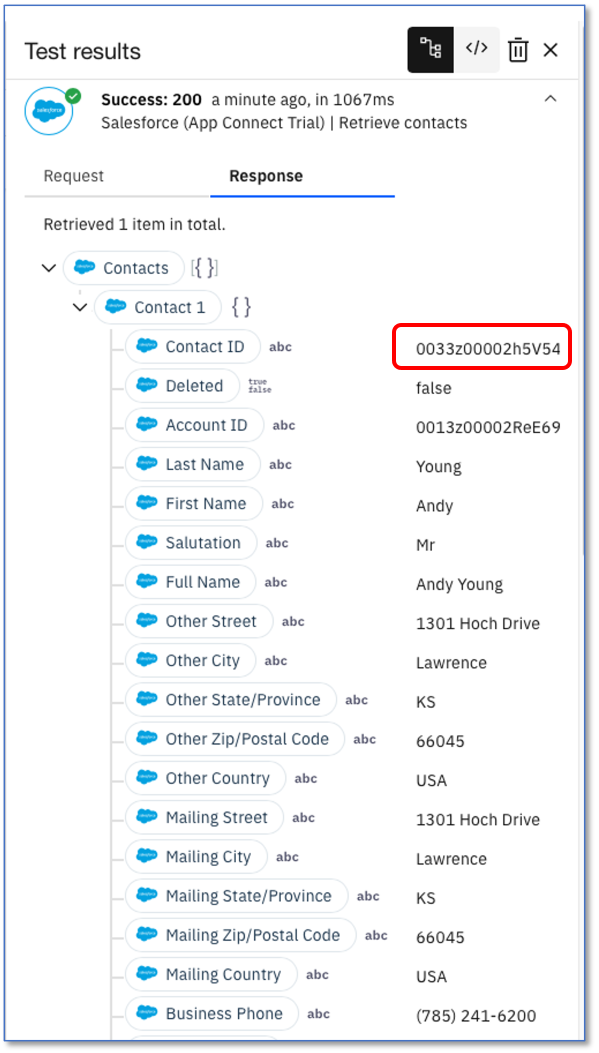 Test results
</>
Success: 200 a minute ago, in 1067ms
Salesforce (App Connect Trial) | Retrieve contacts
Request Response
Retrieved 1 item in total.
Contacts [{ }]
Contact 1 { }
Contact ID abc 0033z00002h5V54
Deleted true false false
Account ID abc 0013z00002ReE69
Last Name abc Young
First Name abc Andy
Salutation abc Mr
Full Name abc Andy Young
Other Street abc 1301 Hoch Drive
Other City abc Lawrence
Other State/Province abc KS
Other Zip/Postal Code abc 66045
Other Country abc USA
Mailing Street abc 1301 Hoch Drive
Mailing City abc Lawrence
Mailing State/Province abc KS
Mailing Zip/Postal Code abc 66045
Mailing Country abc USA
Business Phone abc (785) 241-6200